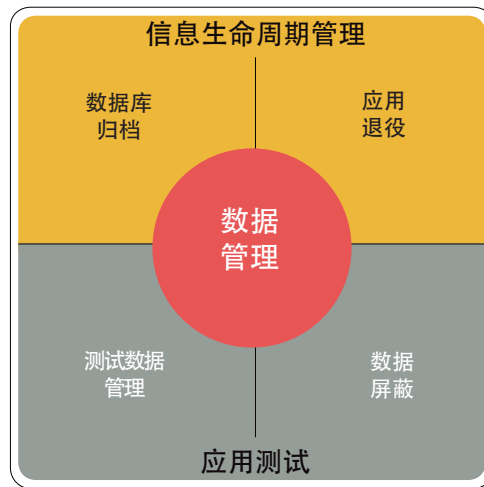 信息生命周期管理
数据库
归档
应用
退役
数据
管理
测试数据
管理
数据
屏蔽
应用测试